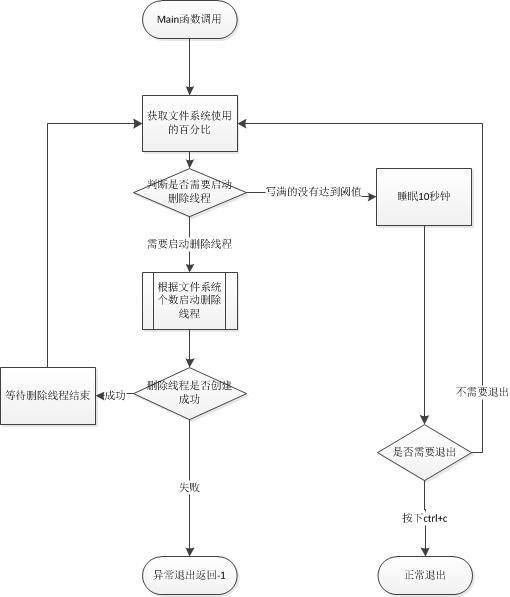 Main函数调用
获取文件系统使用
的百分比
判断是否需要启动
删除线程
写满的没有达到阈值
睡眠10秒钟
需要启动删除线程
根据文件系统
个数启动删除
线程
删除线程是否创建
成功
成功
等待删除线程结束
不需要退出
是否需要退出
失败
按下ctrl+c
异常退出返回-1
正常退出